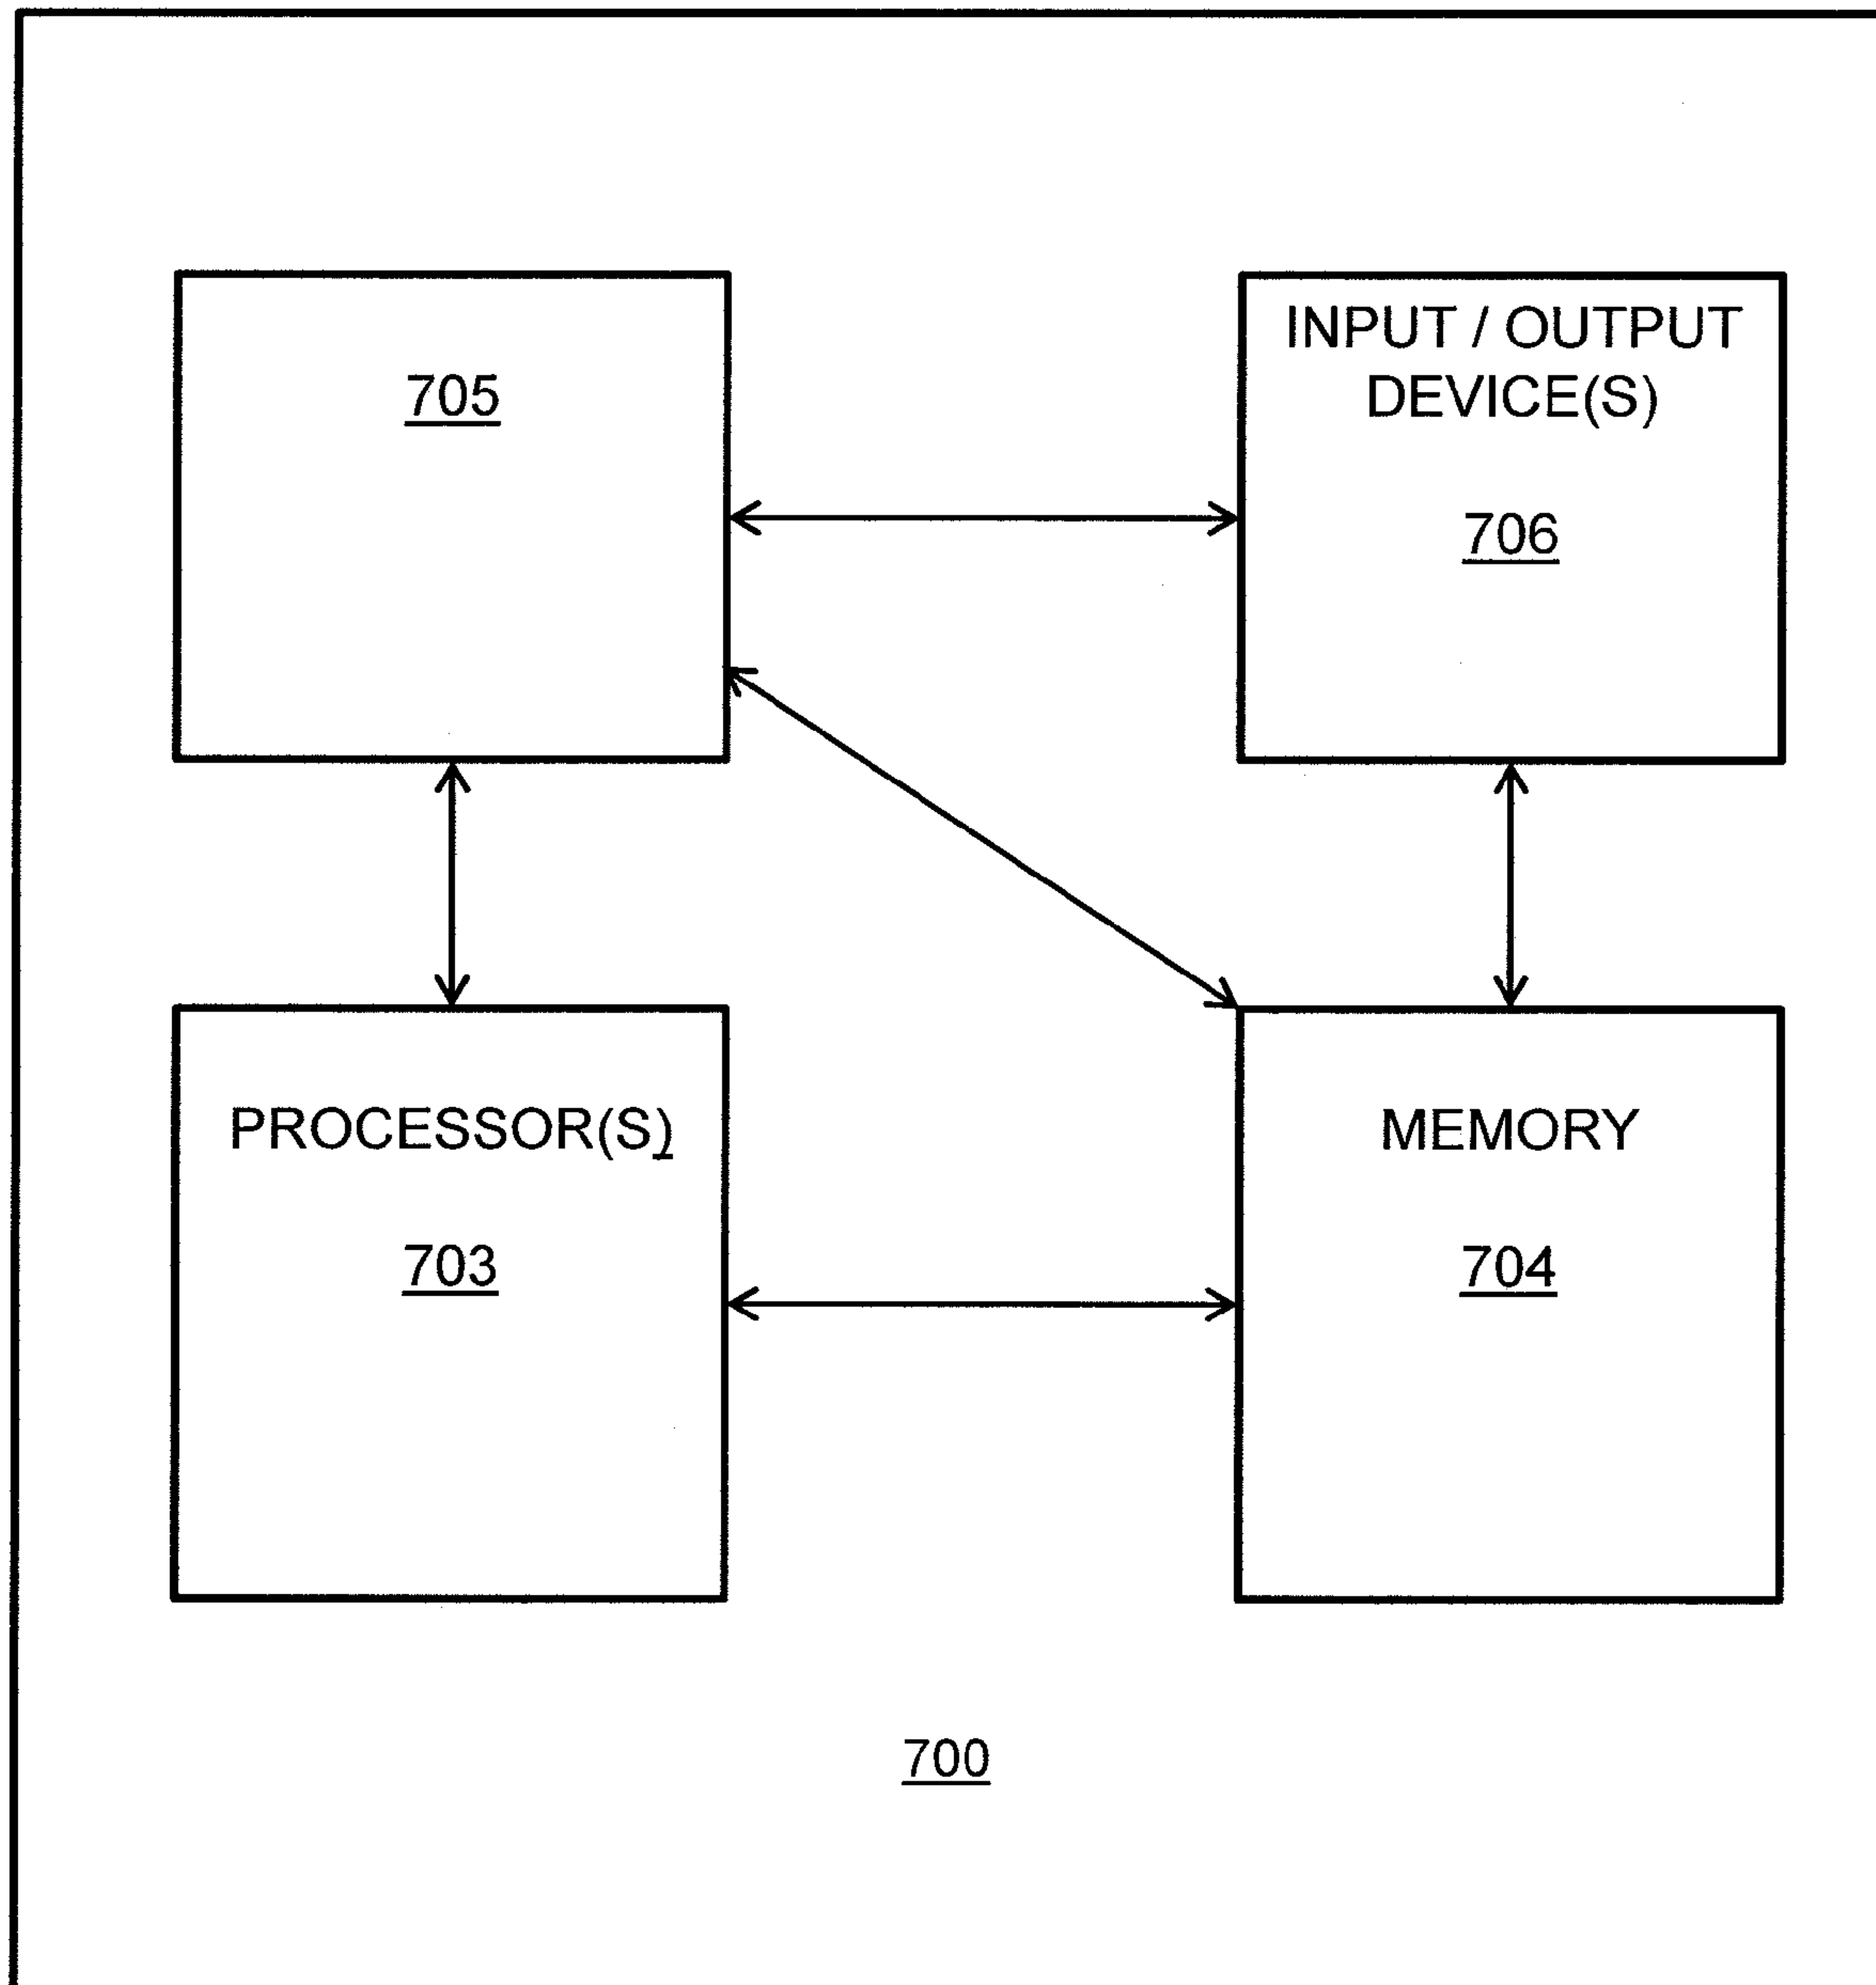 705
INPUT / OUTPUT
DEVICE(S)
706
PROCESSOR(S)
703
MEMORY
704
700